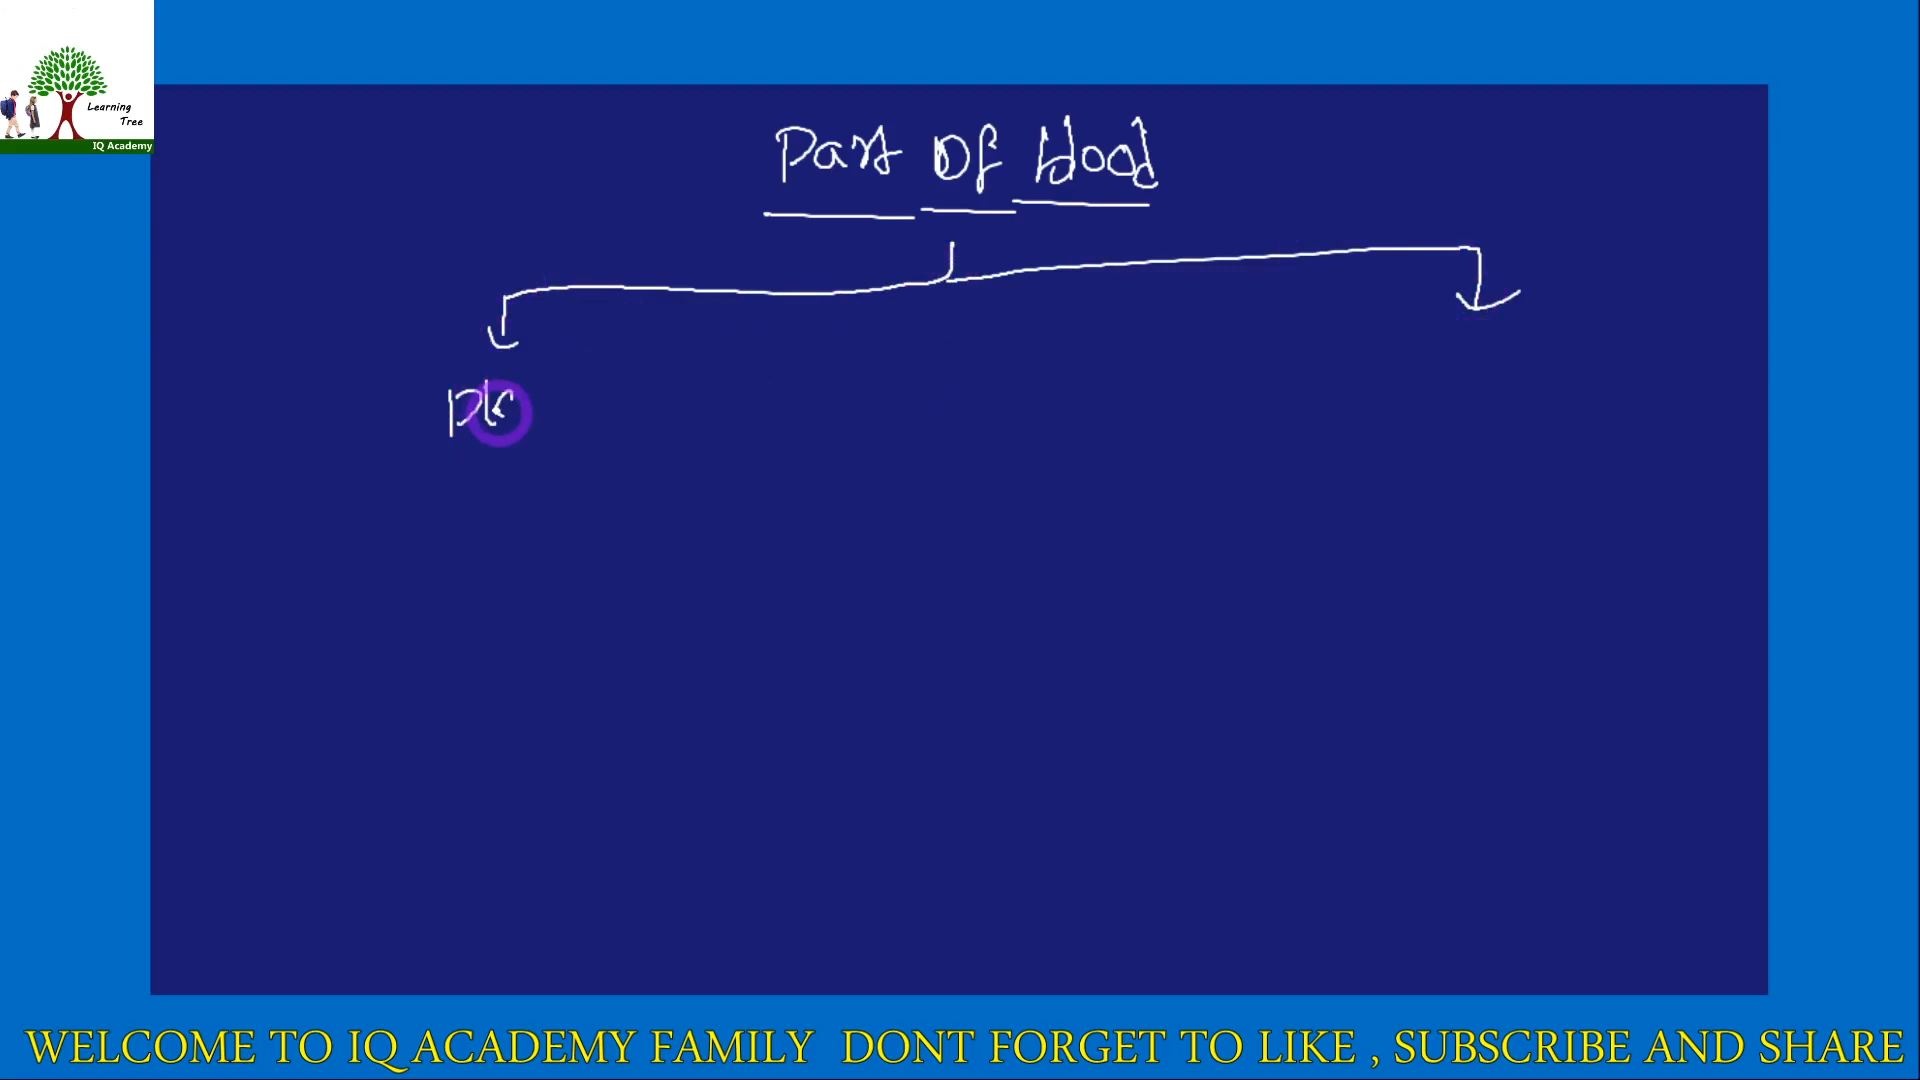 Learning
Tree
IQ Academy
Part Of blood
Pla
WELCOME TO IQ ACADEMY FAMILY DONT FORGET TO LIKE , SUBSCRIBE AND SHARE